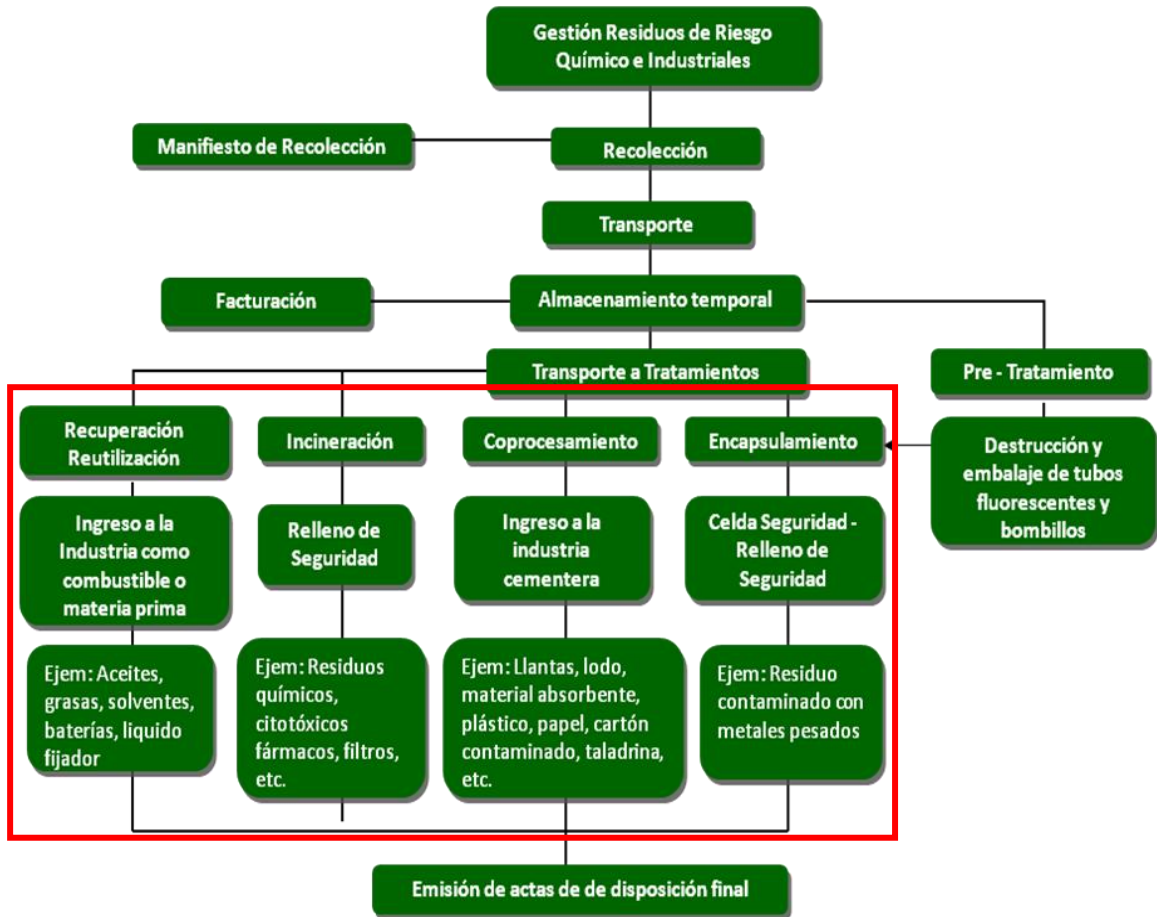 Gestión Residuos de Riesgo
Químico e Industriales
Manifiesto de Recolección
Recolección
Transporte
Facturación
Almacenamiento temporal
Transporte a Tratamientos
Pre - Tratamiento
Recuperación
Reutilización
Incineración
Coprocesamiento
Encapsulamiento
Destrucción y
embalaje de tubos
fluorescentes y
bombillos
Ingreso a la
Industria como
combustible o
materia prima
Relleno de
Seguridad
Ingreso a la
industria
cementera
Celda Seguridad -
Relleno de
Seguridad
Ejem: Aceites,
grasas, solventes,
baterías, liquido
fijador
Ejem: Residuos
químicos,
citotóxicos
fármacos, filtros,
etc.
Ejem: Llantas, lodo,
material absorbente,
plástico, papel, cartón
contaminado, taladrina,
etc.
Ejem: Residuo
contaminado con
metales pesados
Emisión de actas de de disposición final